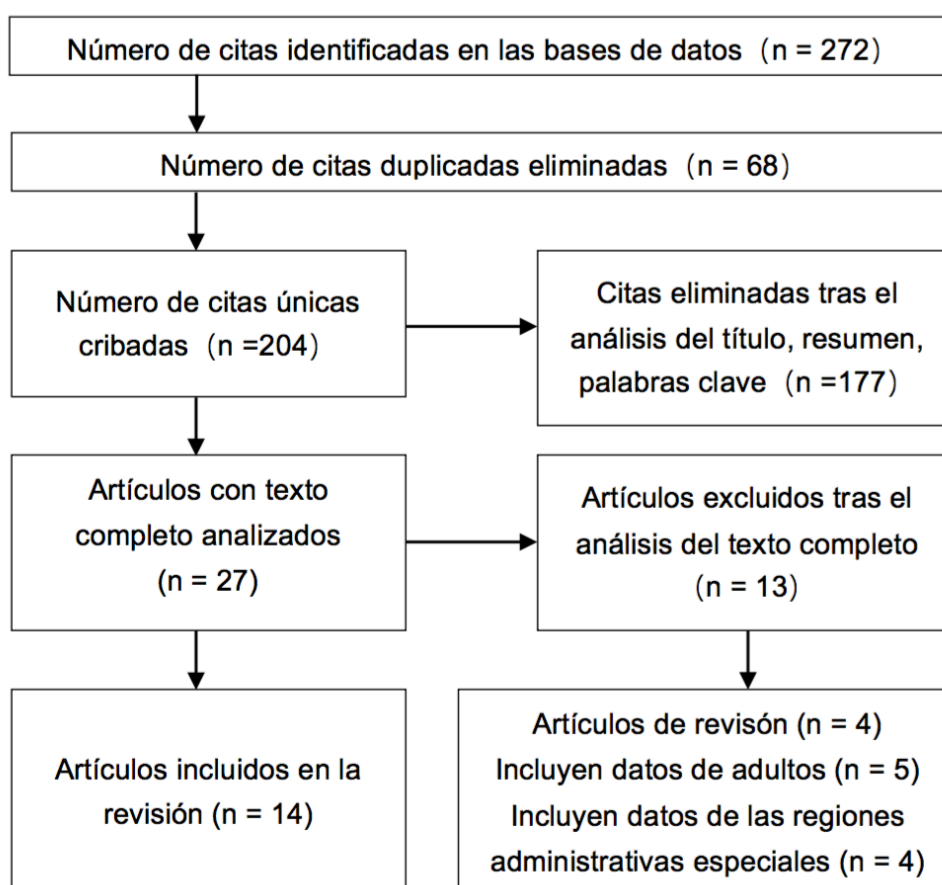 Número de citas identificadas en las bases de datos (n = 272)
Número de citas duplicadas eliminadas (n = 68)
Número de citas únicas
cribadas (n =204)
Citas eliminadas tras el
análisis del título, resumen,
palabras clave (n =177)
Artículos con texto
completo analizados
(n = 27)
Artículos excluidos tras el
análisis del texto completo
(n = 13)
Artículos incluidos en la
revisión (n = 14)
Artículos de revisón (n = 4)
Incluyen datos de adultos (n = 5)
Incluyen datos de las regiones
administrativas especiales (n = 4)